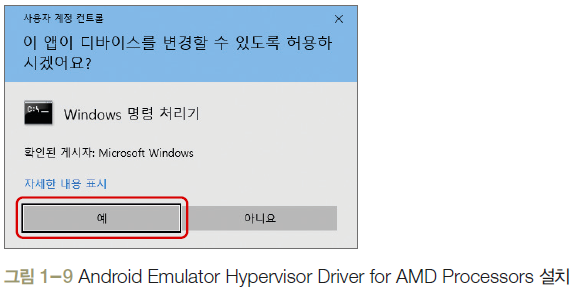 사용자 계정 컨트롤
이 앱이 디바이스를 변경할 수 있도록 허용하
시겠어요?
Windows 명령 처리기
확인된 게시자: Microsoft Windows
자세한 내용 표시
예
아니요
그림 1-9 Android Emulator Hypervisor Driver for AMD Processors 설치